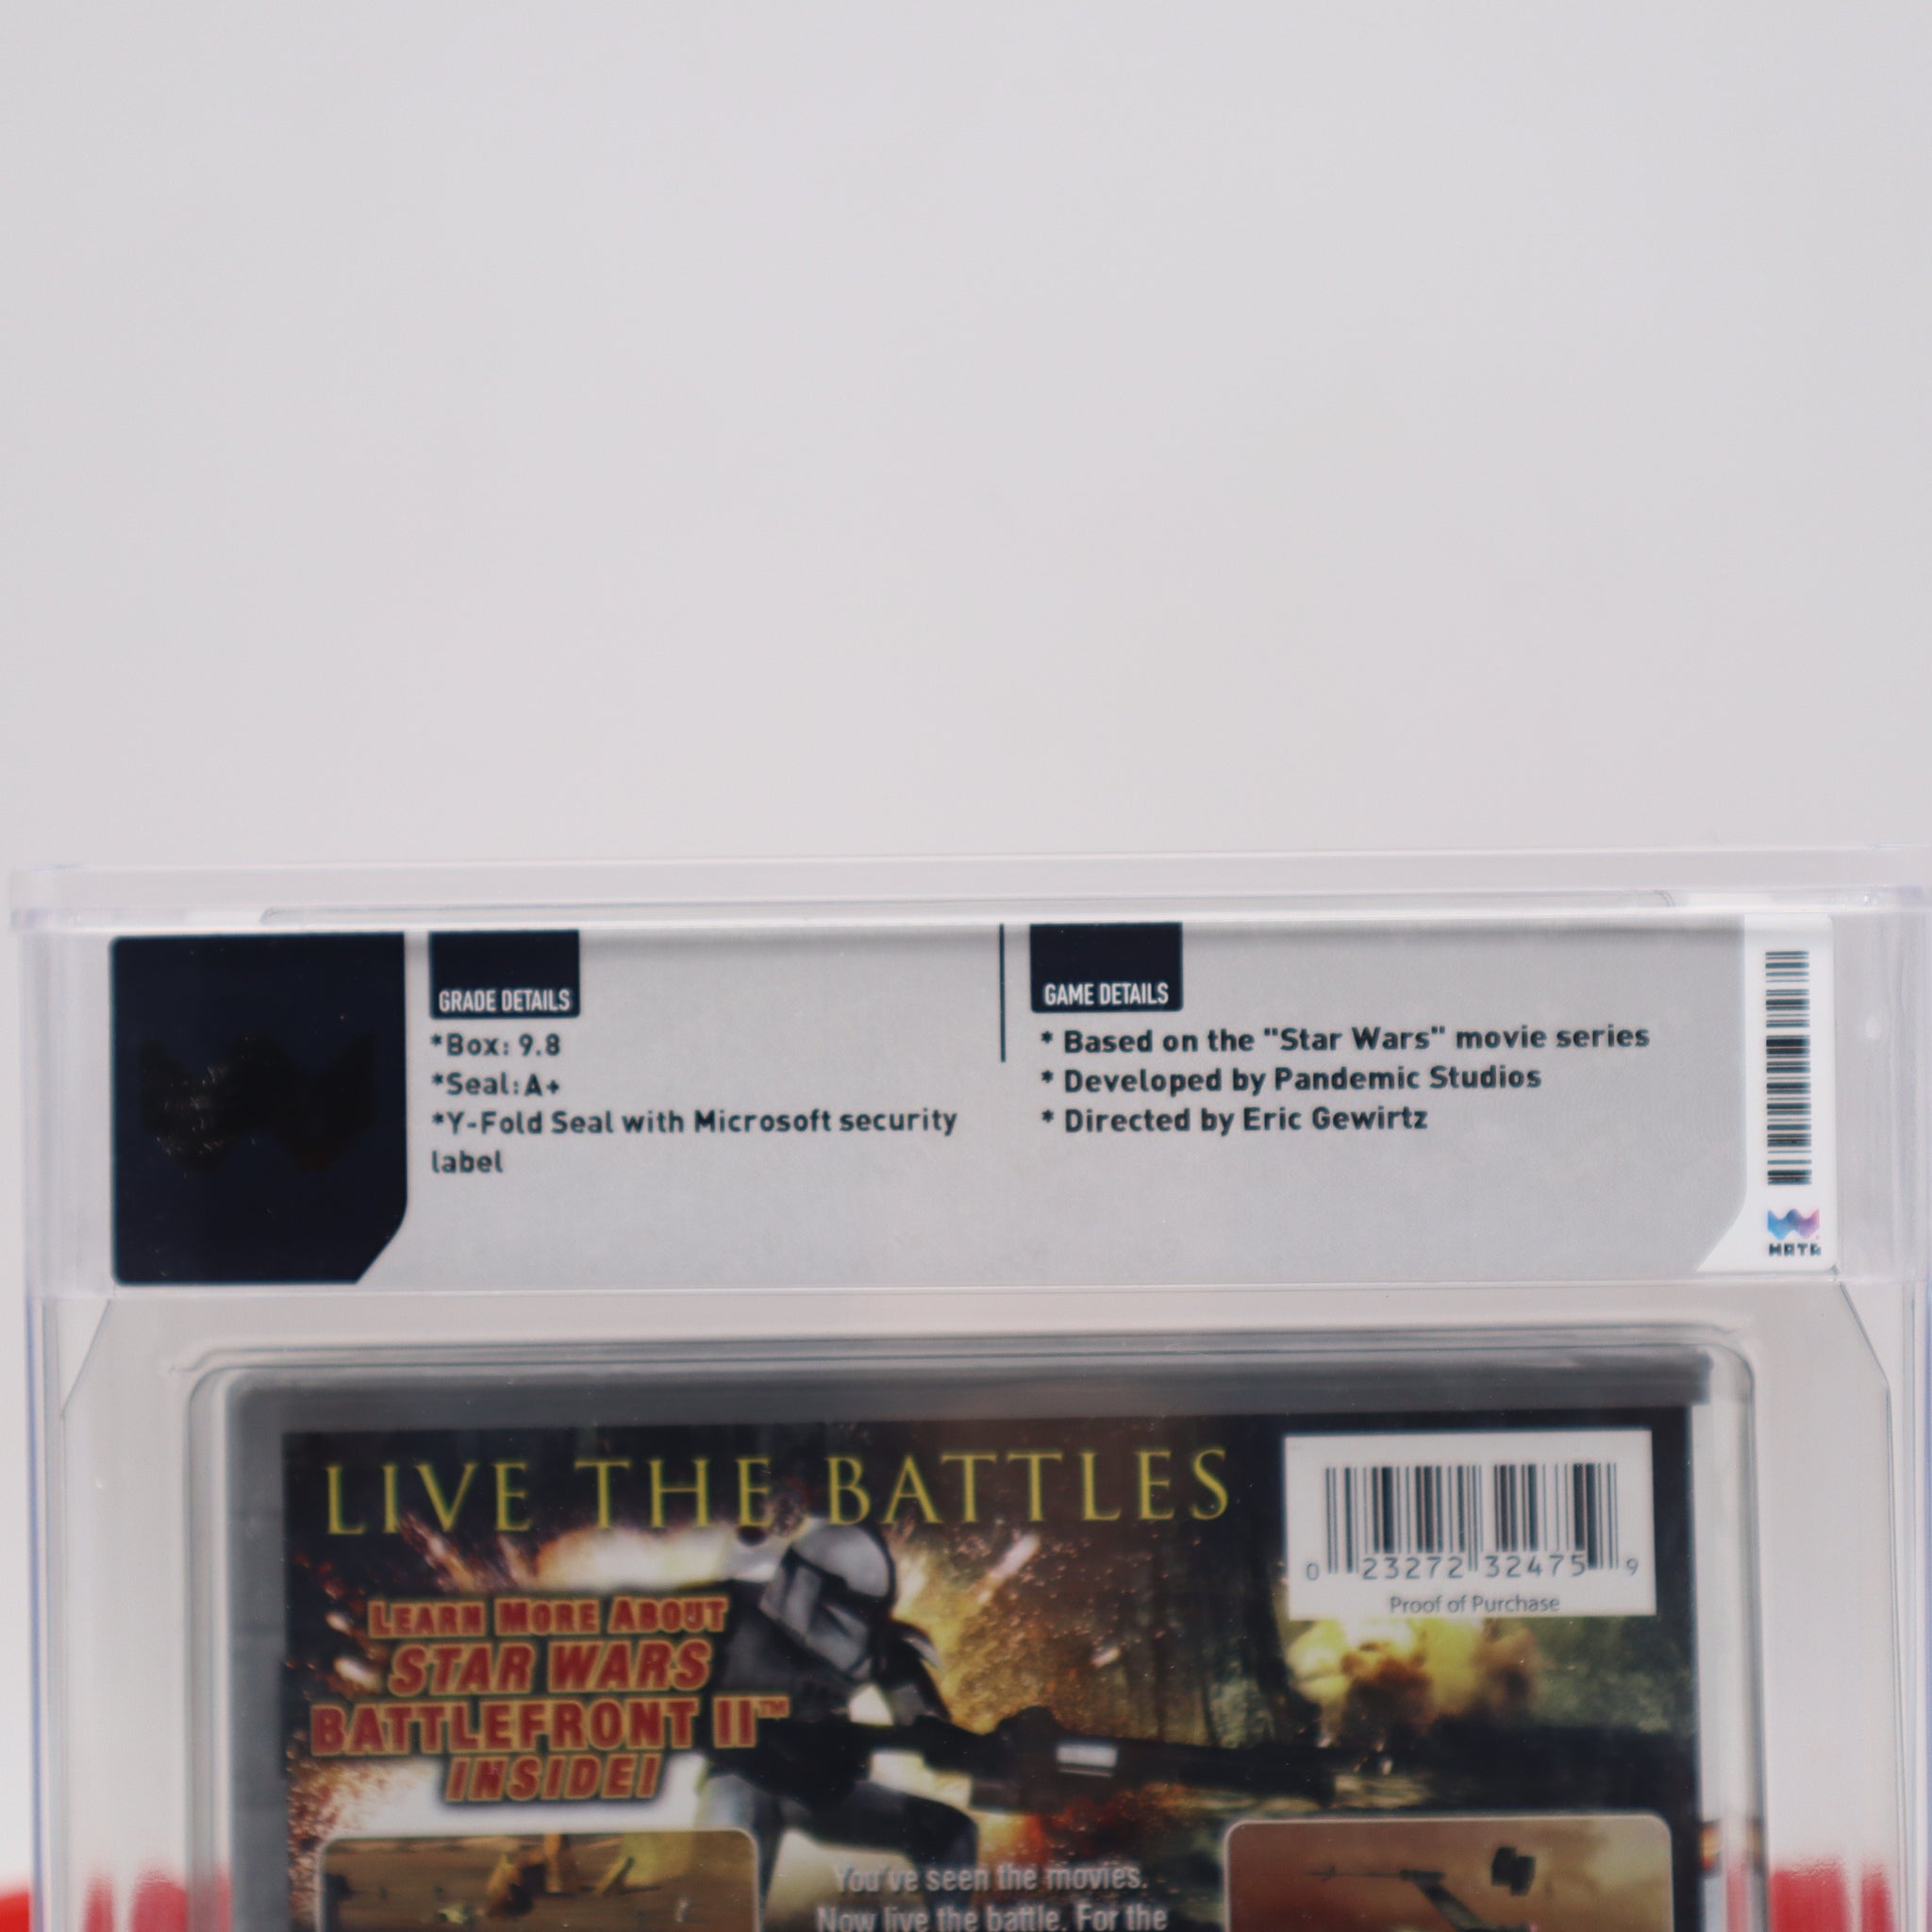 GRADE DETAILS
*Box: 9.8
*Seal: A+
*Y-Fold Seal with Microsoft security
label
GAME DETAILS
* Based on the "Star Wars" movie series
* Developed by Pandemic Studios
* Directed by Eric Gewirtz
WATA
LIVE THE BATTLES
0 23272 32475 9
Proof of Purchase
LEARN MORE ABOUT
STAR WARS
BATTLEFRONT II™
INSIDE!
You've seen the movies.
Now live the battle. For the